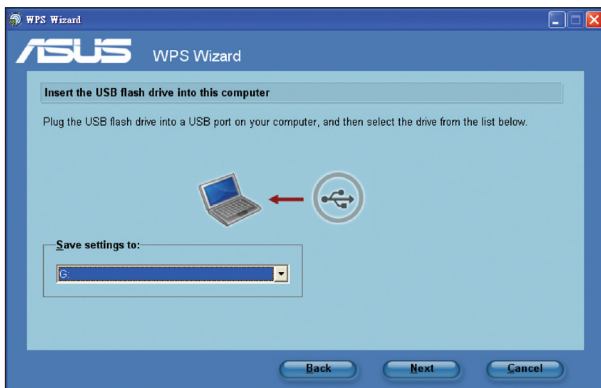 WPS Wizard
ASUS WPS Wizard
Insert the USB flash drive into this computer
Plug the USB flash drive into a USB port on your computer, and then select the drive from the list below.
Save settings to:
G:
Back Next Cancel